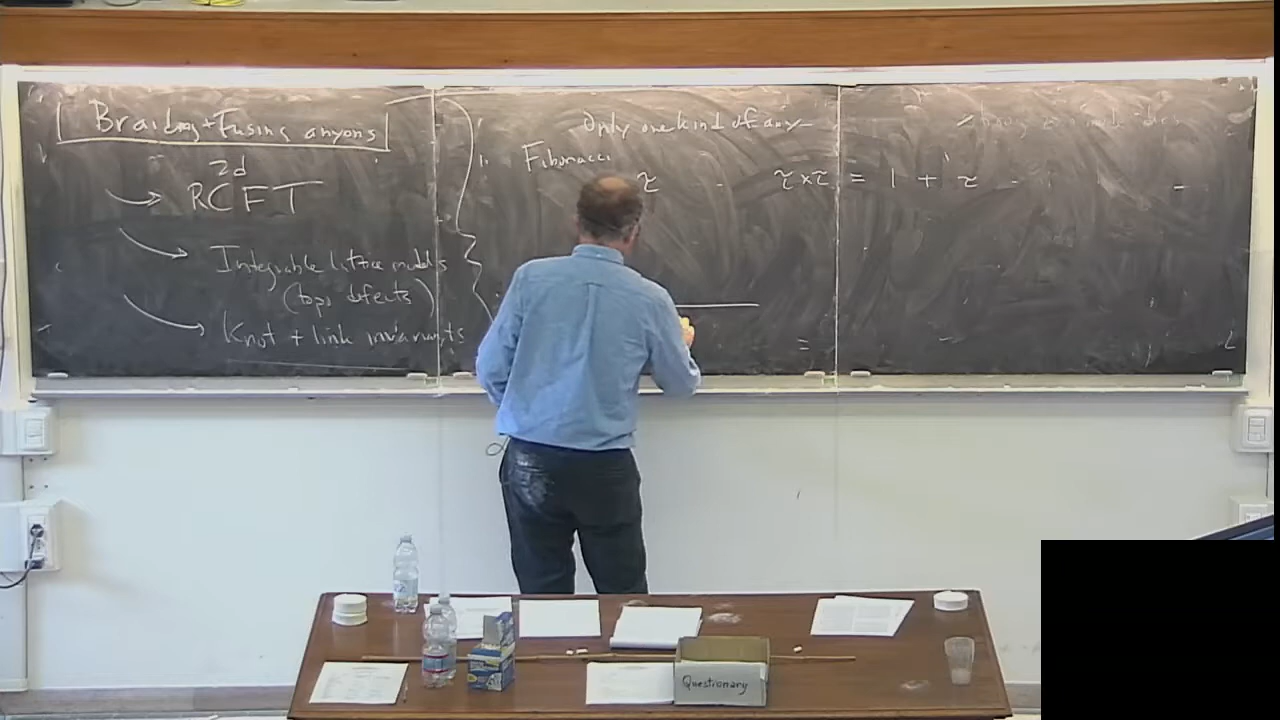 Braiding + Fusing anyons
2d
RCFT
Integrable lattice models
(topo defects)
Knot + link invariants
Only one kind of any-
Fibonacci
τ
τ×τ = 1 + τ
=
Questionary